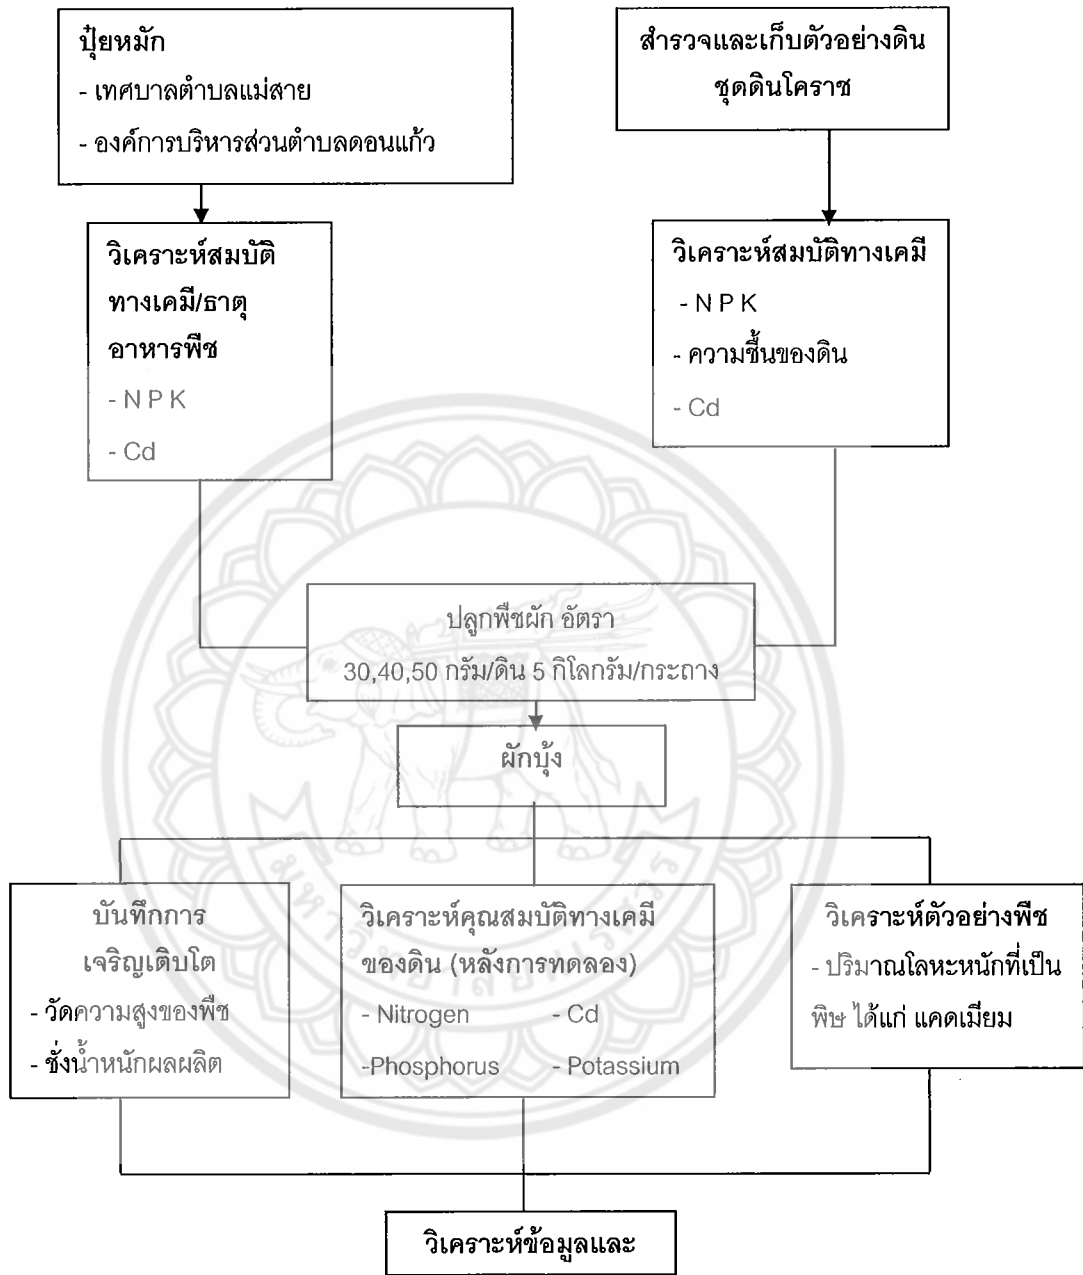 ปุ๋ยหมัก
- เทศบาลตำบลแม่สาย
- องค์การบริหารส่วนตำบลดอนแก้ว
สำรวจและเก็บตัวอย่างดิน
ชุดดินโคราช
วิเคราะห์สมบัติ
ทางเคมี/ธาตุ
อาหารพืช
- N P K
- Cd
วิเคราะห์สมบัติทางเคมี
- N P K
- ความชื้นของดิน
- Cd
ปลูกพืชผัก อัตรา
30,40,50 กรัม/ดิน 5 กิโลกรัม/กระถาง
ผักบุ้ง
บันทึกการ
เจริญเติบโต
- วัดความสูงของพืช
- ชั่งน้ำหนักผลผลิต
วิเคราะห์คุณสมบัติทางเคมี
ของดิน (หลังการทดลอง)
- Nitrogen - Cd
-Phosphorus - Potassium
วิเคราะห์ตัวอย่างพืช
- ปริมาณโลหะหนักที่เป็น
พิษ ได้แก่ แคดเมี่ยม
มหาวิทยาลัยนเรศวร
วิเคราะห์ข้อมูลและ